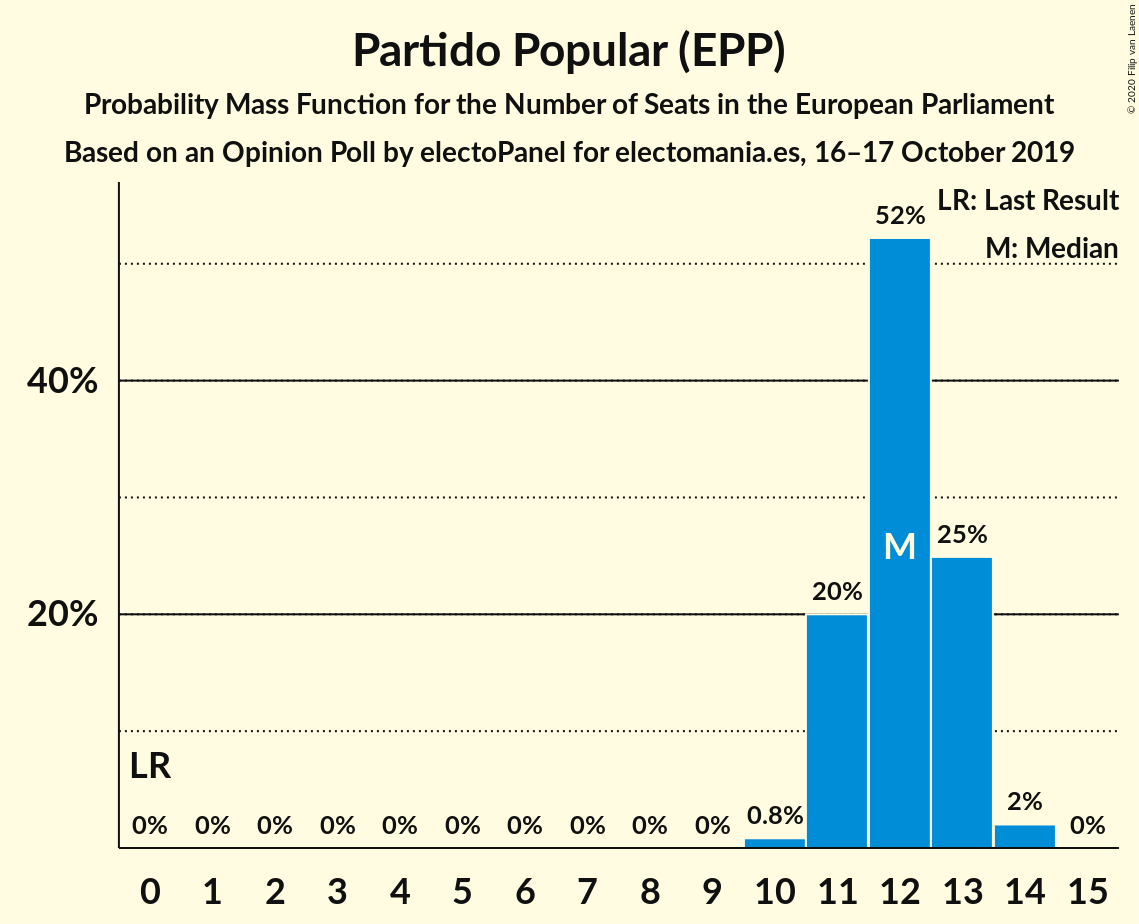 Partido Popular (EPP)
Probability Mass Function for the Number of Seats in the European Parliament
Based on an Opinion Poll by electoPanel for electomania.es, 16–17 October 2019
© 2020 Filip van Laenen
LR: Last Result
M: Median
52%
40%
M
25%
20%
20%
LR
0% 0% 0% 0% 0% 0% 0% 0% 0% 0% 0.8% 2% 0%
0 1 2 3 4 5 6 7 8 9 10 11 12 13 14 15